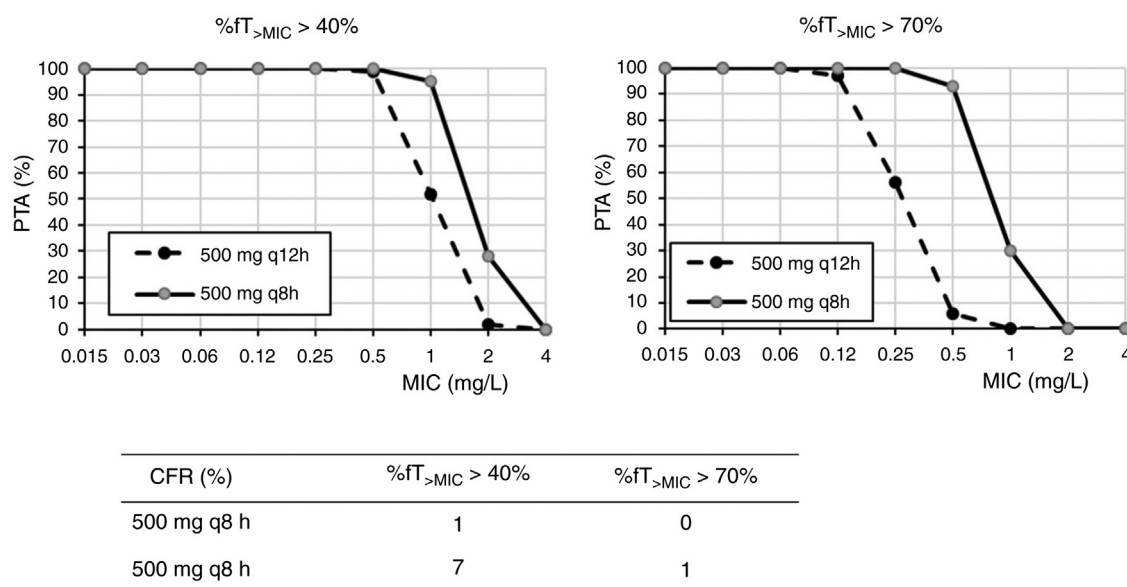 %fT>MIC > 40%
PTA (%)
100
90
80
70
60
50
40
30
20
10
0
500 mg q12h
500 mg q8h
0.015 0.03 0.06 0.12 0.25 0.5 1 2 4
MIC (mg/L)
%fT>MIC > 70%
PTA (%)
100
90
80
70
60
50
40
30
20
10
0
500 mg q12h
500 mg q8h
0.015 0.03 0.06 0.12 0.25 0.5 1 2 4
MIC (mg/L)
CFR (%) %fT>MIC > 40% %fT>MIC > 70%
500 mg q8 h 1 0
500 mg q8 h 7 1